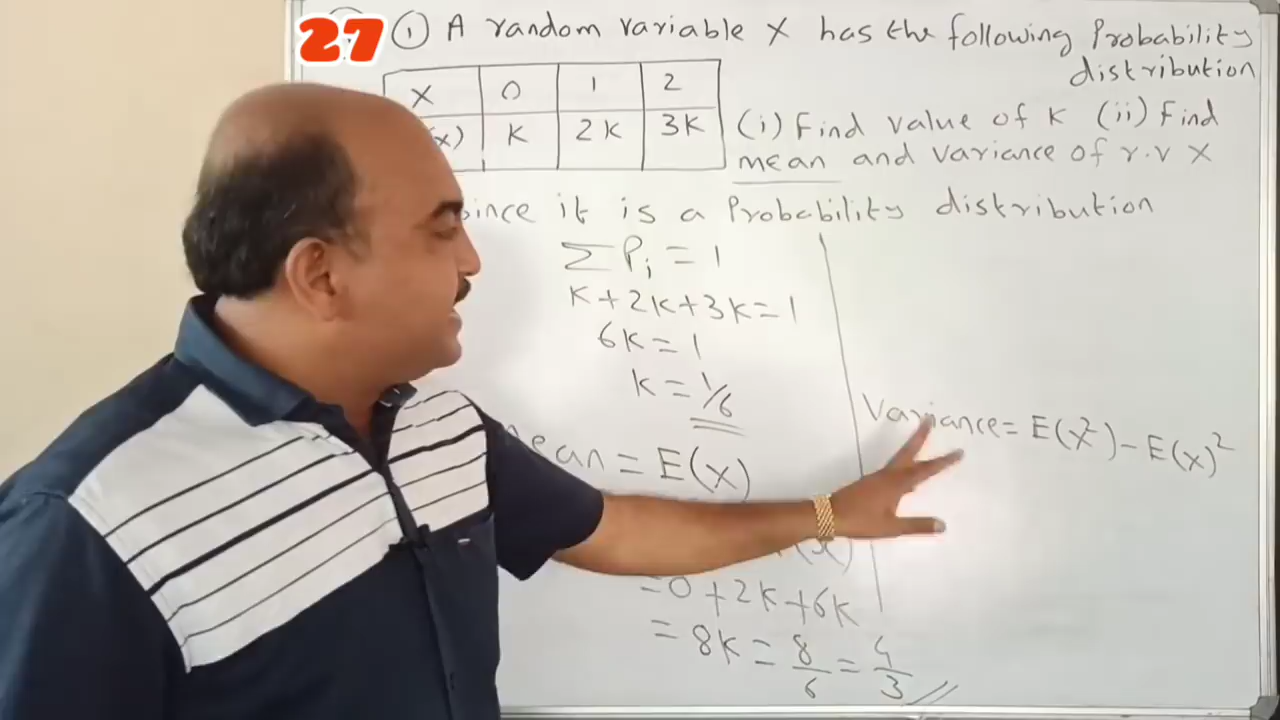 27 ① A random variable X has the following Probability
distribution
X 0 1 2
x) K 2K 3K
(i) Find value of K (ii) Find
mean and variance of r.v X
since it is a Probability distribution
Σ Pi = 1
K+2K+3K=1
6K=1
K=1/6
mean = E(x)
=0+2K+6K
= 8K = 8/6 = 4/3
Variance= E(x²)-E(x)²